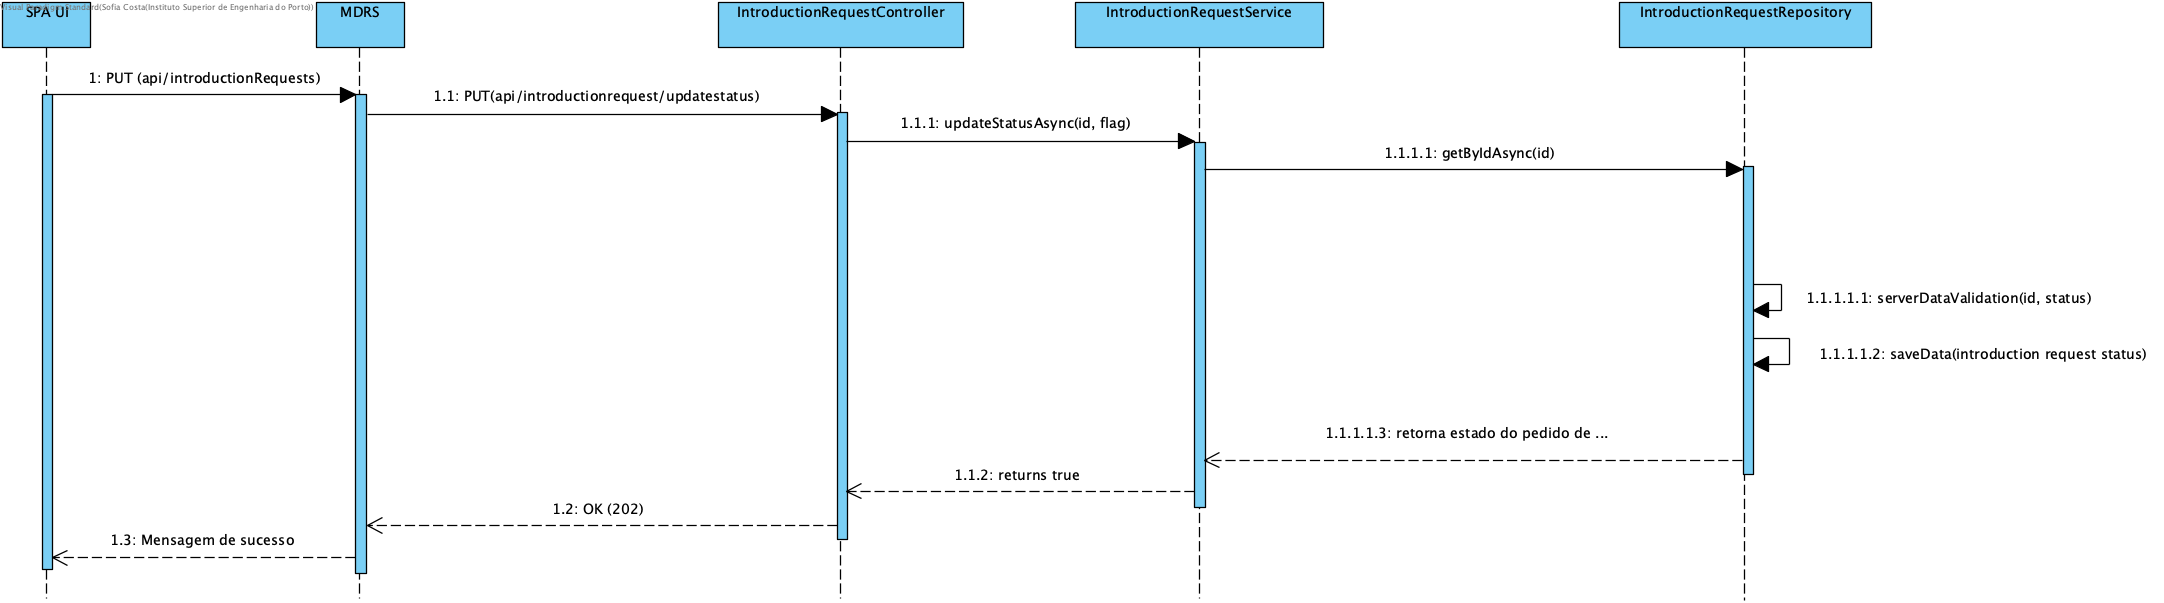 Visual Paradigm Standard(Sofia Costa(Instituto Superior de Engenharia do Porto))
SPA UI
MDRS
IntroductionRequestController
IntroductionRequestService
IntroductionRequestRepository
1: PUT (api/introductionRequests)
1.1: PUT(api/introductionrequest/updatestatus)
1.1.1: updateStatusAsync(id, flag)
1.1.1.1: getByIdAsync(id)
1.1.1.1.1: serverDataValidation(id, status)
1.1.1.1.2: saveData(introduction request status)
1.1.1.1.3: retorna estado do pedido de ...
1.1.2: returns true
1.2: OK (202)
1.3: Mensagem de sucesso